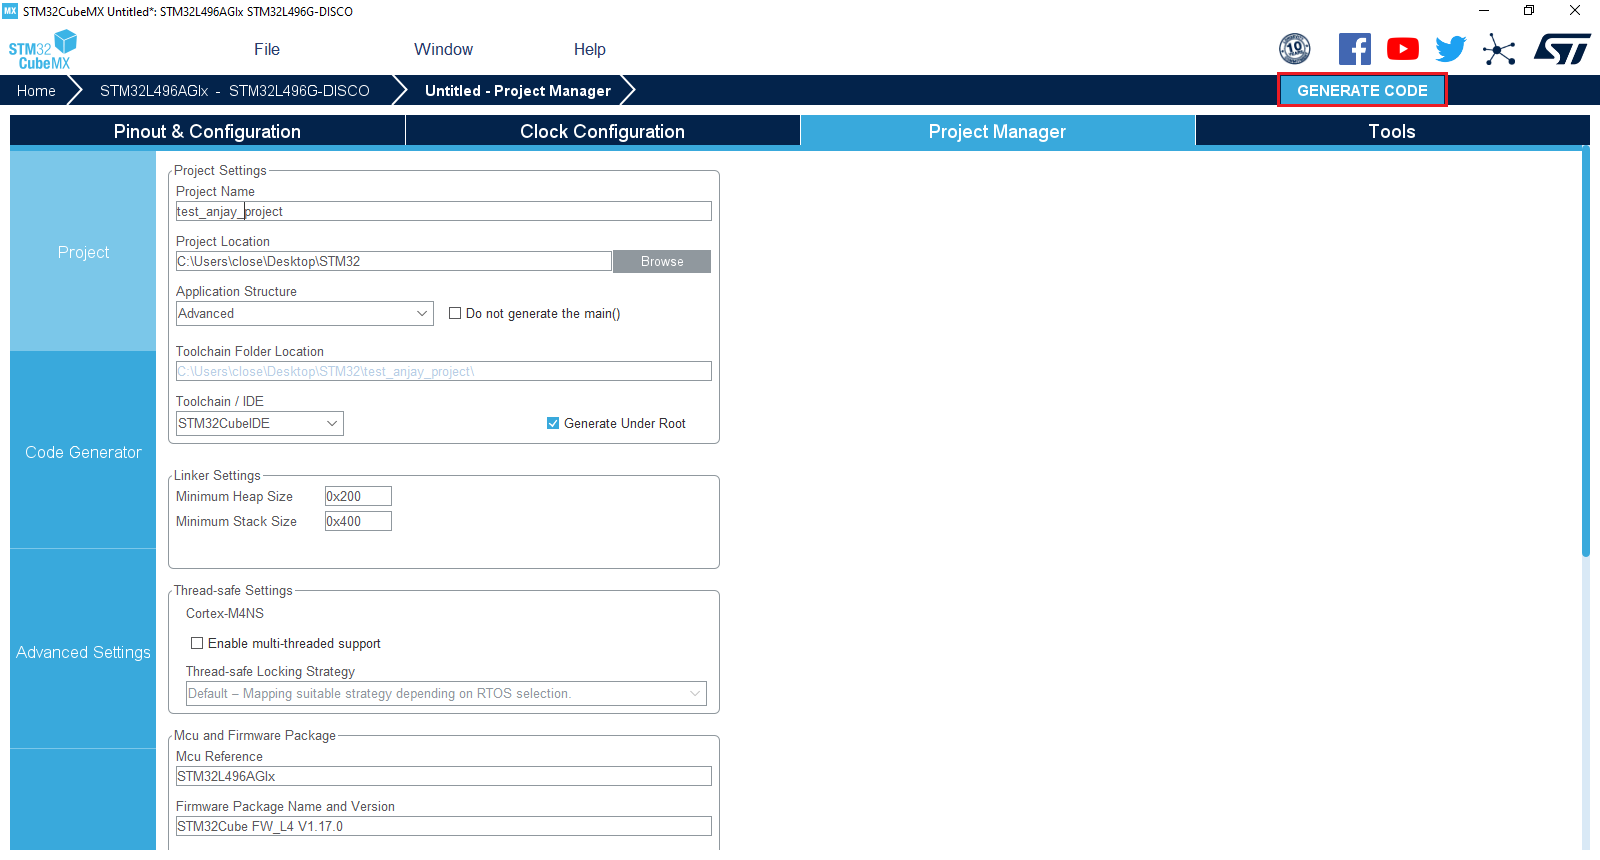 MX STM32CubeMX Untitled*: STM32L496AGIx STM32L496G-DISCO
STM32
CubeMX
File Window Help
10
YEARS
ST
Home STM32L496AGIx - STM32L496G-DISCO Untitled - Project Manager GENERATE CODE
Pinout & Configuration Clock Configuration Project Manager Tools
Project
Code Generator
Advanced Settings
Project Settings
Project Name
test_anjay_project
Project Location
C:\Users\close\Desktop\STM32 Browse
Application Structure
Advanced Do not generate the main()
Toolchain Folder Location
C:\Users\close\Desktop\STM32\test_anjay_project\
Toolchain / IDE
STM32CubeIDE Generate Under Root
Linker Settings
Minimum Heap Size 0x200
Minimum Stack Size 0x400
Thread-safe Settings
Cortex-M4NS
Enable multi-threaded support
Thread-safe Locking Strategy
Default – Mapping suitable strategy depending on RTOS selection.
Mcu and Firmware Package
Mcu Reference
STM32L496AGIx
Firmware Package Name and Version
STM32Cube FW_L4 V1.17.0